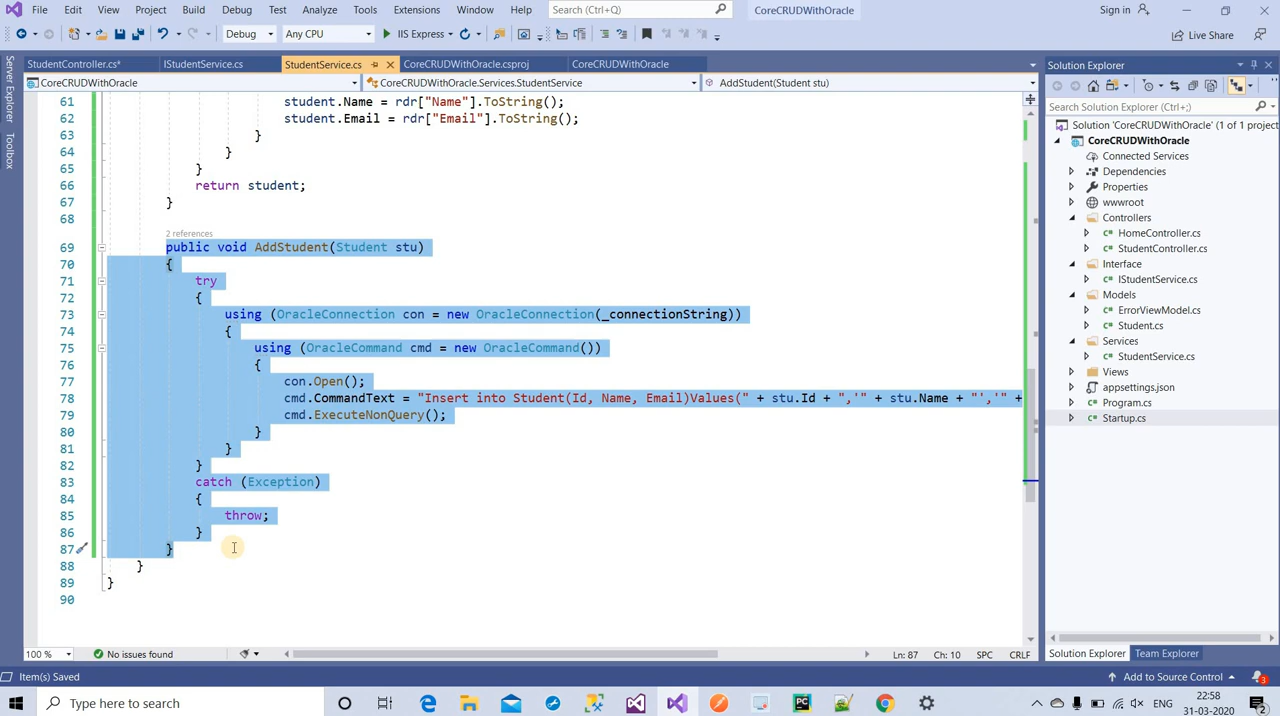 File Edit View Project Build Debug Test Analyze Tools Extensions Window Help Search (Ctrl+Q) CoreCRUDWithOracle Sign in
Debug Any CPU IIS Express Live Share
StudentController.cs* IStudentService.cs StudentService.cs CoreCRUDWithOracle.csproj CoreCRUDWithOracle
CoreCRUDWithOracle CoreCRUDWithOracle.Services.StudentService AddStudent(Student stu)
Server Explorer
Toolbox
61 student.Name = rdr["Name"].ToString();
62 student.Email = rdr["Email"].ToString();
63 }
64 }
65 }
66 return student;
67 }
68
2 references
69 public void AddStudent(Student stu)
70 {
71 try
72 {
73 using (OracleConnection con = new OracleConnection(_connectionString))
74 {
75 using (OracleCommand cmd = new OracleCommand())
76 {
77 con.Open();
78 cmd.CommandText = "Insert into Student(Id, Name, Email)Values(" + stu.Id + ",'" + stu.Name + "','" +
79 cmd.ExecuteNonQuery();
80 }
81 }
82 }
83 catch (Exception)
84 {
85 throw;
86 }
87 }
88 }
89 }
90
100 % No issues found Ln: 87 Ch: 10 SPC CRLF
Solution Explorer
Search Solution Explorer (Ctrl+;)
Solution 'CoreCRUDWithOracle' (1 of 1 project)
CoreCRUDWithOracle
Connected Services
Dependencies
Properties
wwwroot
Controllers
C# HomeController.cs
C# StudentController.cs
Interface
C# IStudentService.cs
Models
C# ErrorViewModel.cs
C# Student.cs
Services
C# StudentService.cs
Views
appsettings.json
C# Program.cs
C# Startup.cs
Solution Explorer Team Explorer
Item(s) Saved Add to Source Control 3
Type here to search PC ENG 22:58
31-03-2020 2